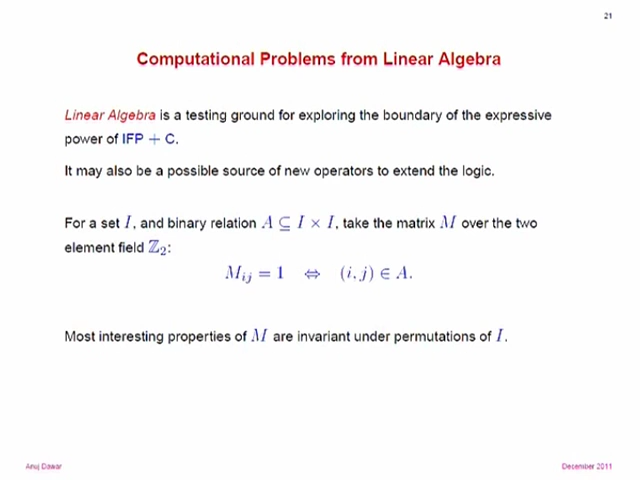 21
Computational Problems from Linear Algebra
Linear Algebra is a testing ground for exploring the boundary of the expressive
power of IFP + C.
It may also be a possible source of new operators to extend the logic.
For a set I, and binary relation A ⊆ I × I, take the matrix M over the two
element field ℤ₂:
Mᵢⱼ = 1 ⇔ (i, j) ∈ A.
Most interesting properties of M are invariant under permutations of I.
Anuj Dawar
December 2011